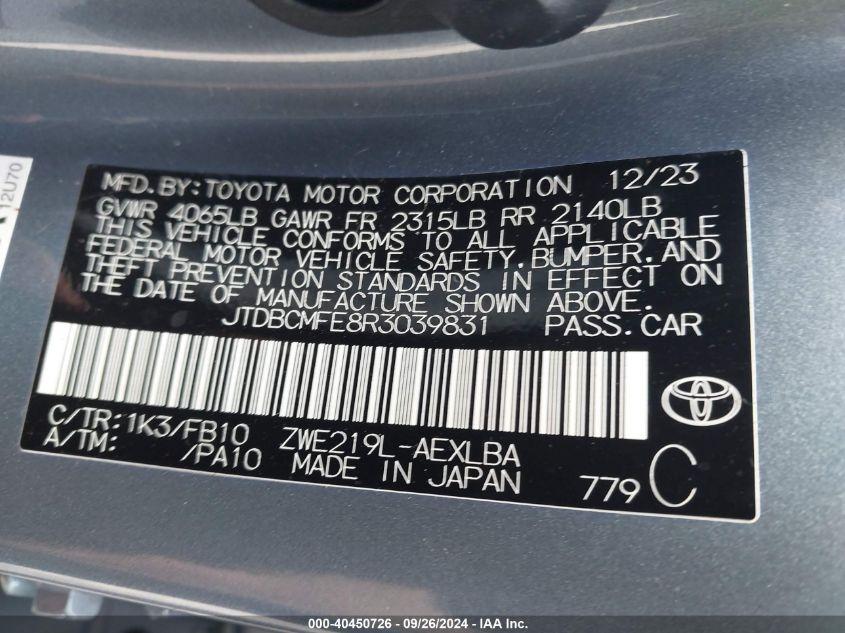 12U70
MFD.BY:TOYOTA MOTOR CORPORATION 12/23
GVWR 4065LB GAWR FR 2315LB RR 2140LB
THIS VEHICLE CONFORMS TO ALL APPLICABLE
FEDERAL MOTOR VEHICLE SAFETY,BUMPER,AND
THEFT PREVENTION STANDARDS IN EFFECT ON
THE DATE OF MANUFACTURE SHOWN ABOVE.
JTDBCMFE8R3039831 PASS.CAR
C/TR:1K3/FB10 ZWE219L-AEXLBA
A/TM: /PA10 MADE IN JAPAN 779 C
000-40450726 - 09/26/2024 - IAA Inc.